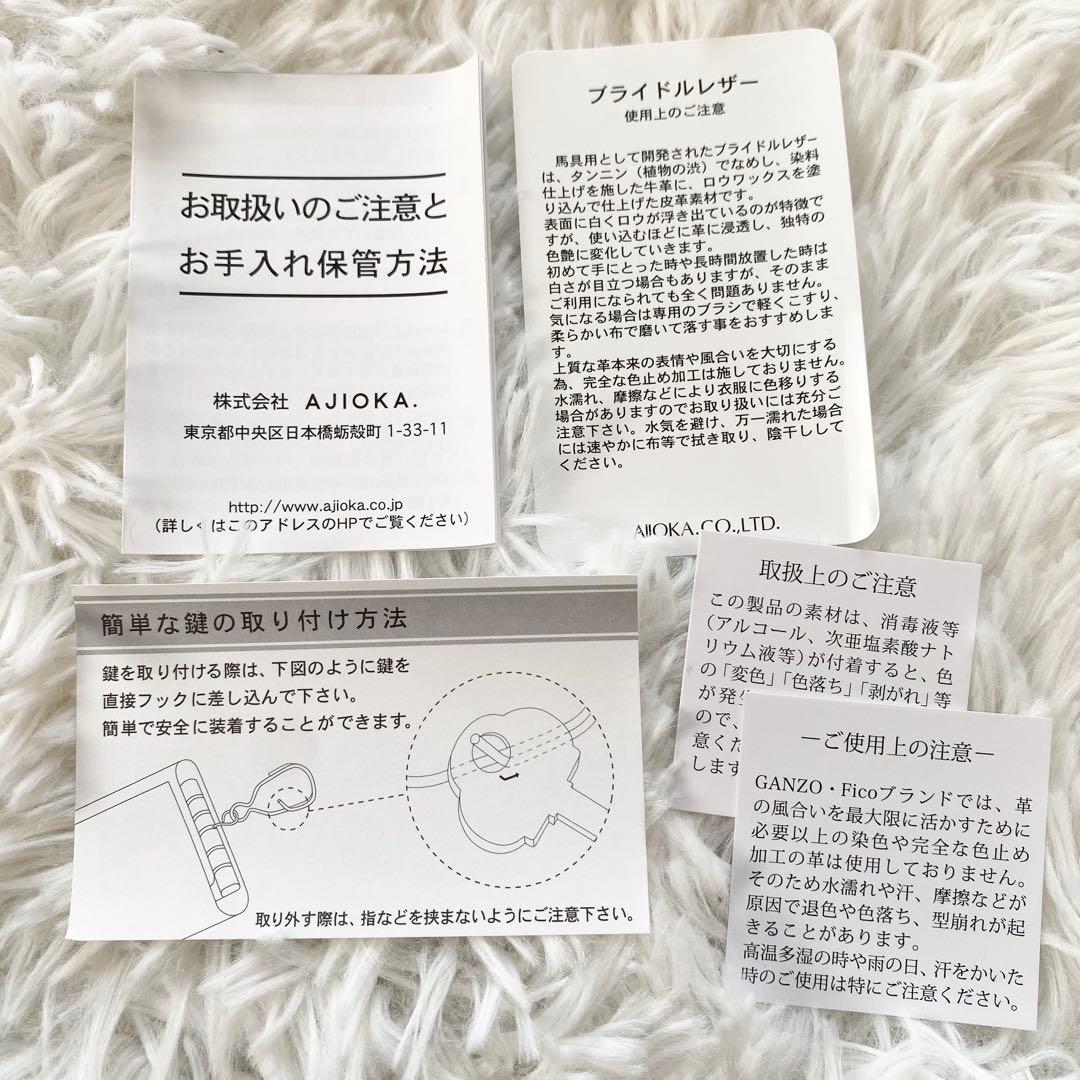 お取扱いのご注意と
お手入れ保管方法
株式会社 AJIOKA.
東京都中央区日本橋蛎殻町 1-33-11
http://www.ajioka.co.jp
（詳しくはこのアドレスのHPでご覧ください）
ブライドルレザー
使用上のご注意
馬具用として開発されたブライドルレザー
は、タンニン（植物の渋）でなめし、染料
仕上げを施した牛革に、ロウワックスを塗
り込んで仕上げた皮革素材です。
表面に白くロウが浮き出ているのが特徴で
すが、使い込むほどに革に浸透し、独特の
色艶に変化していきます。
初めて手にとった時や長時間放置した時は
白さが目立つ場合もありますが、そのまま
ご利用になられても全く問題ありません。
気になる場合は専用のブラシで軽くこすり、
柔らかい布で磨いて落す事をおすすめしま
す。
上質な革本来の表情や風合いを大切にする
為、完全な色止め加工は施しておりません。
水濡れ、摩擦などにより衣服に色移りする
場合がありますのでお取り扱いには充分ご
注意下さい。水気を避け、万一濡れた場合
には速やかに布等で拭き取り、陰干しして
ください。
AJIOKA.CO.,LTD.
簡単な鍵の取り付け方法
鍵を取り付ける際は、下図のように鍵を
直接フックに差し込んで下さい。
簡単で安全に装着することができます。
取り外す際は、指などを挟まないようにご注意下さい。
取扱上のご注意
この製品の素材は、消毒液等
（アルコール、次亜塩素酸ナト
リウム液等）が付着すると、色
の「変色」「色落ち」「剥がれ」等
が発生
ので、
意くだ
します
―ご使用上の注意―
GANZO・Ficoブランドでは、革
の風合いを最大限に活かすために
必要以上の染色や完全な色止め
加工の革は使用しておりません。
そのため水濡れや汗、摩擦などが
原因で退色や色落ち、型崩れが起
きることがあります。
高温多湿の時や雨の日、汗をかいた
時のご使用は特にご注意ください。